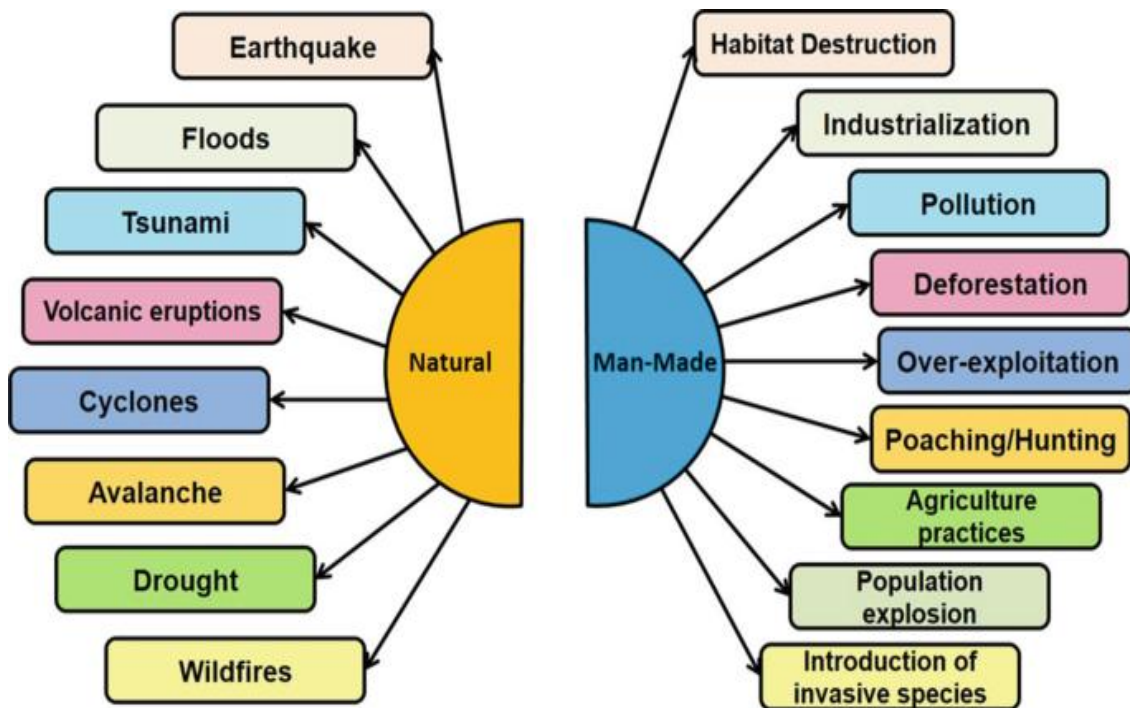 Earthquake
Floods
Tsunami
Volcanic eruptions
Cyclones
Avalanche
Drought
Wildfires
Natural
Man-Made
Habitat Destruction
Industrialization
Pollution
Deforestation
Over-exploitation
Poaching/Hunting
Agriculture
practices
Population
explosion
Introduction of
invasive species